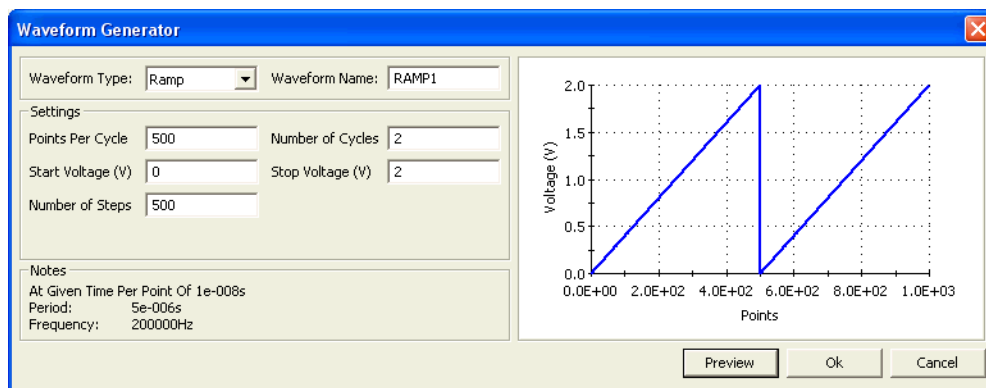 Waveform Generator
Waveform Type: Ramp Waveform Name: RAMP1
Settings
Points Per Cycle 500 Number of Cycles 2
Start Voltage (V) 0 Stop Voltage (V) 2
Number of Steps 500
Notes
At Given Time Per Point Of 1e-008s
Period: 5e-006s
Frequency: 200000Hz
2.0
1.5
1.0
0.5
0.0
Voltage (V)
0.0E+00 2.0E+02 4.0E+02 6.0E+02 8.0E+02 1.0E+03
Points
Preview Ok Cancel